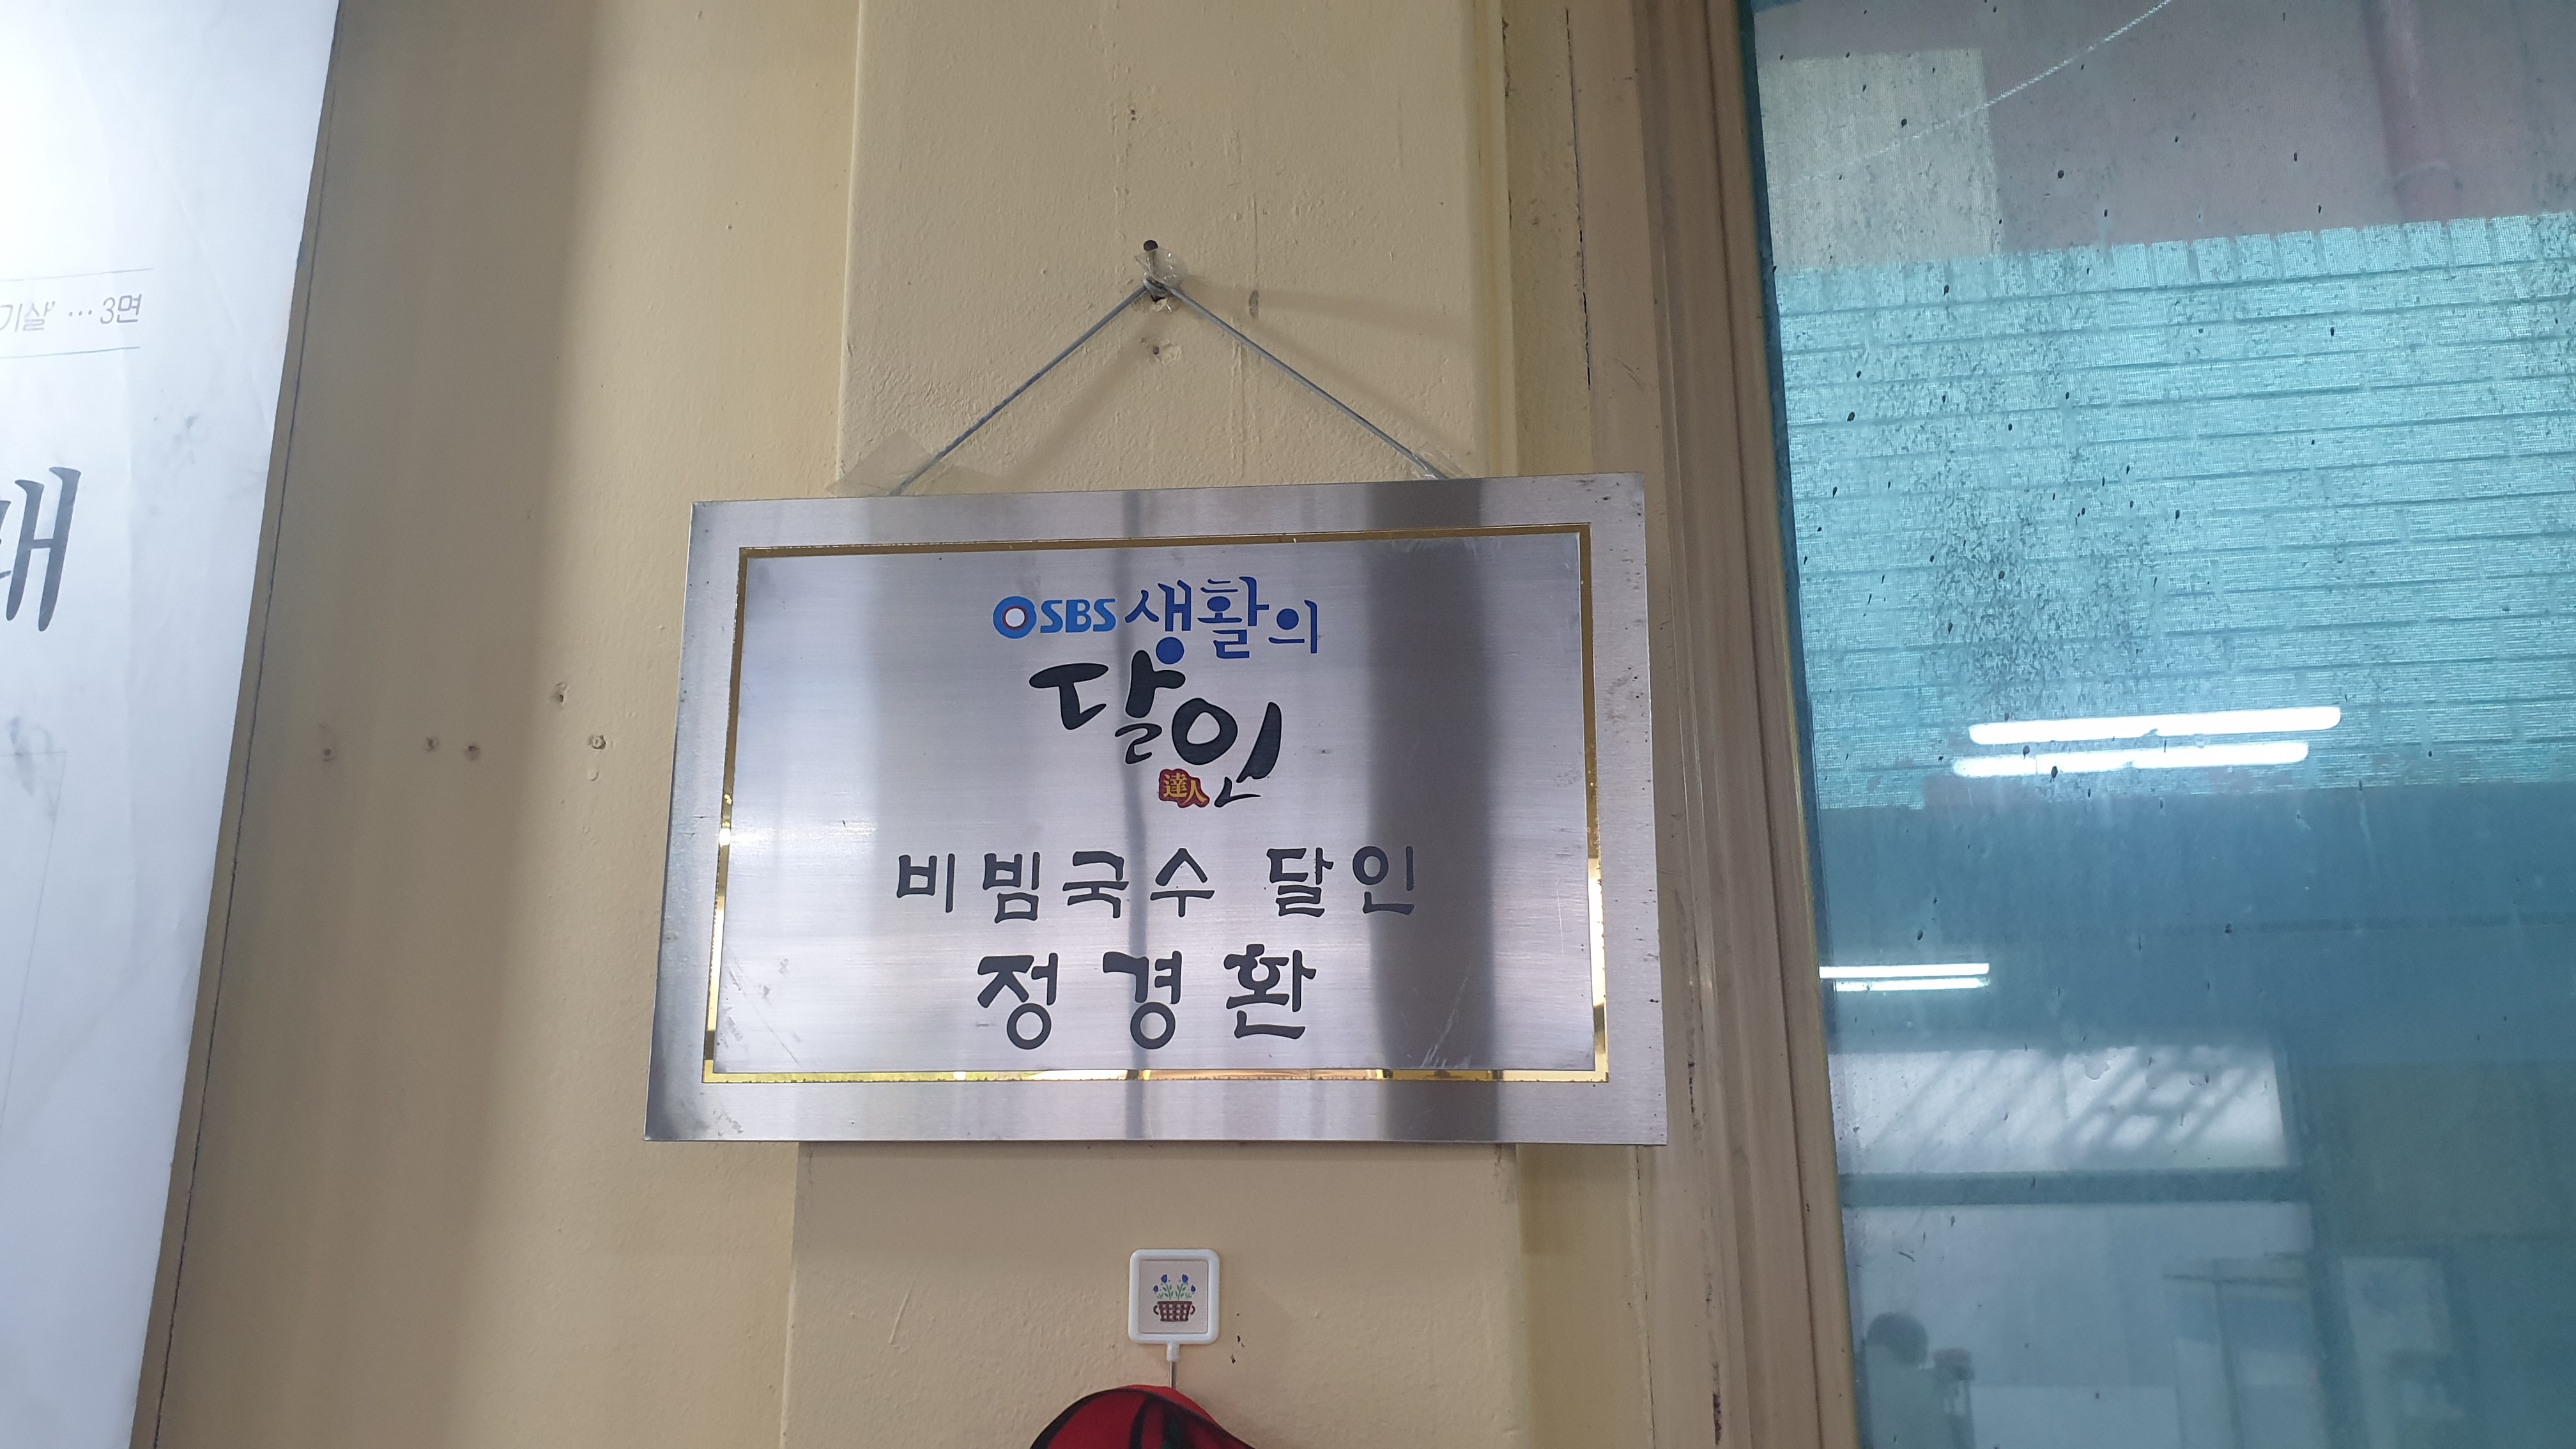 기살' … 3면
SBS 생활의
달인
達人
비빔국수 달인
정경환